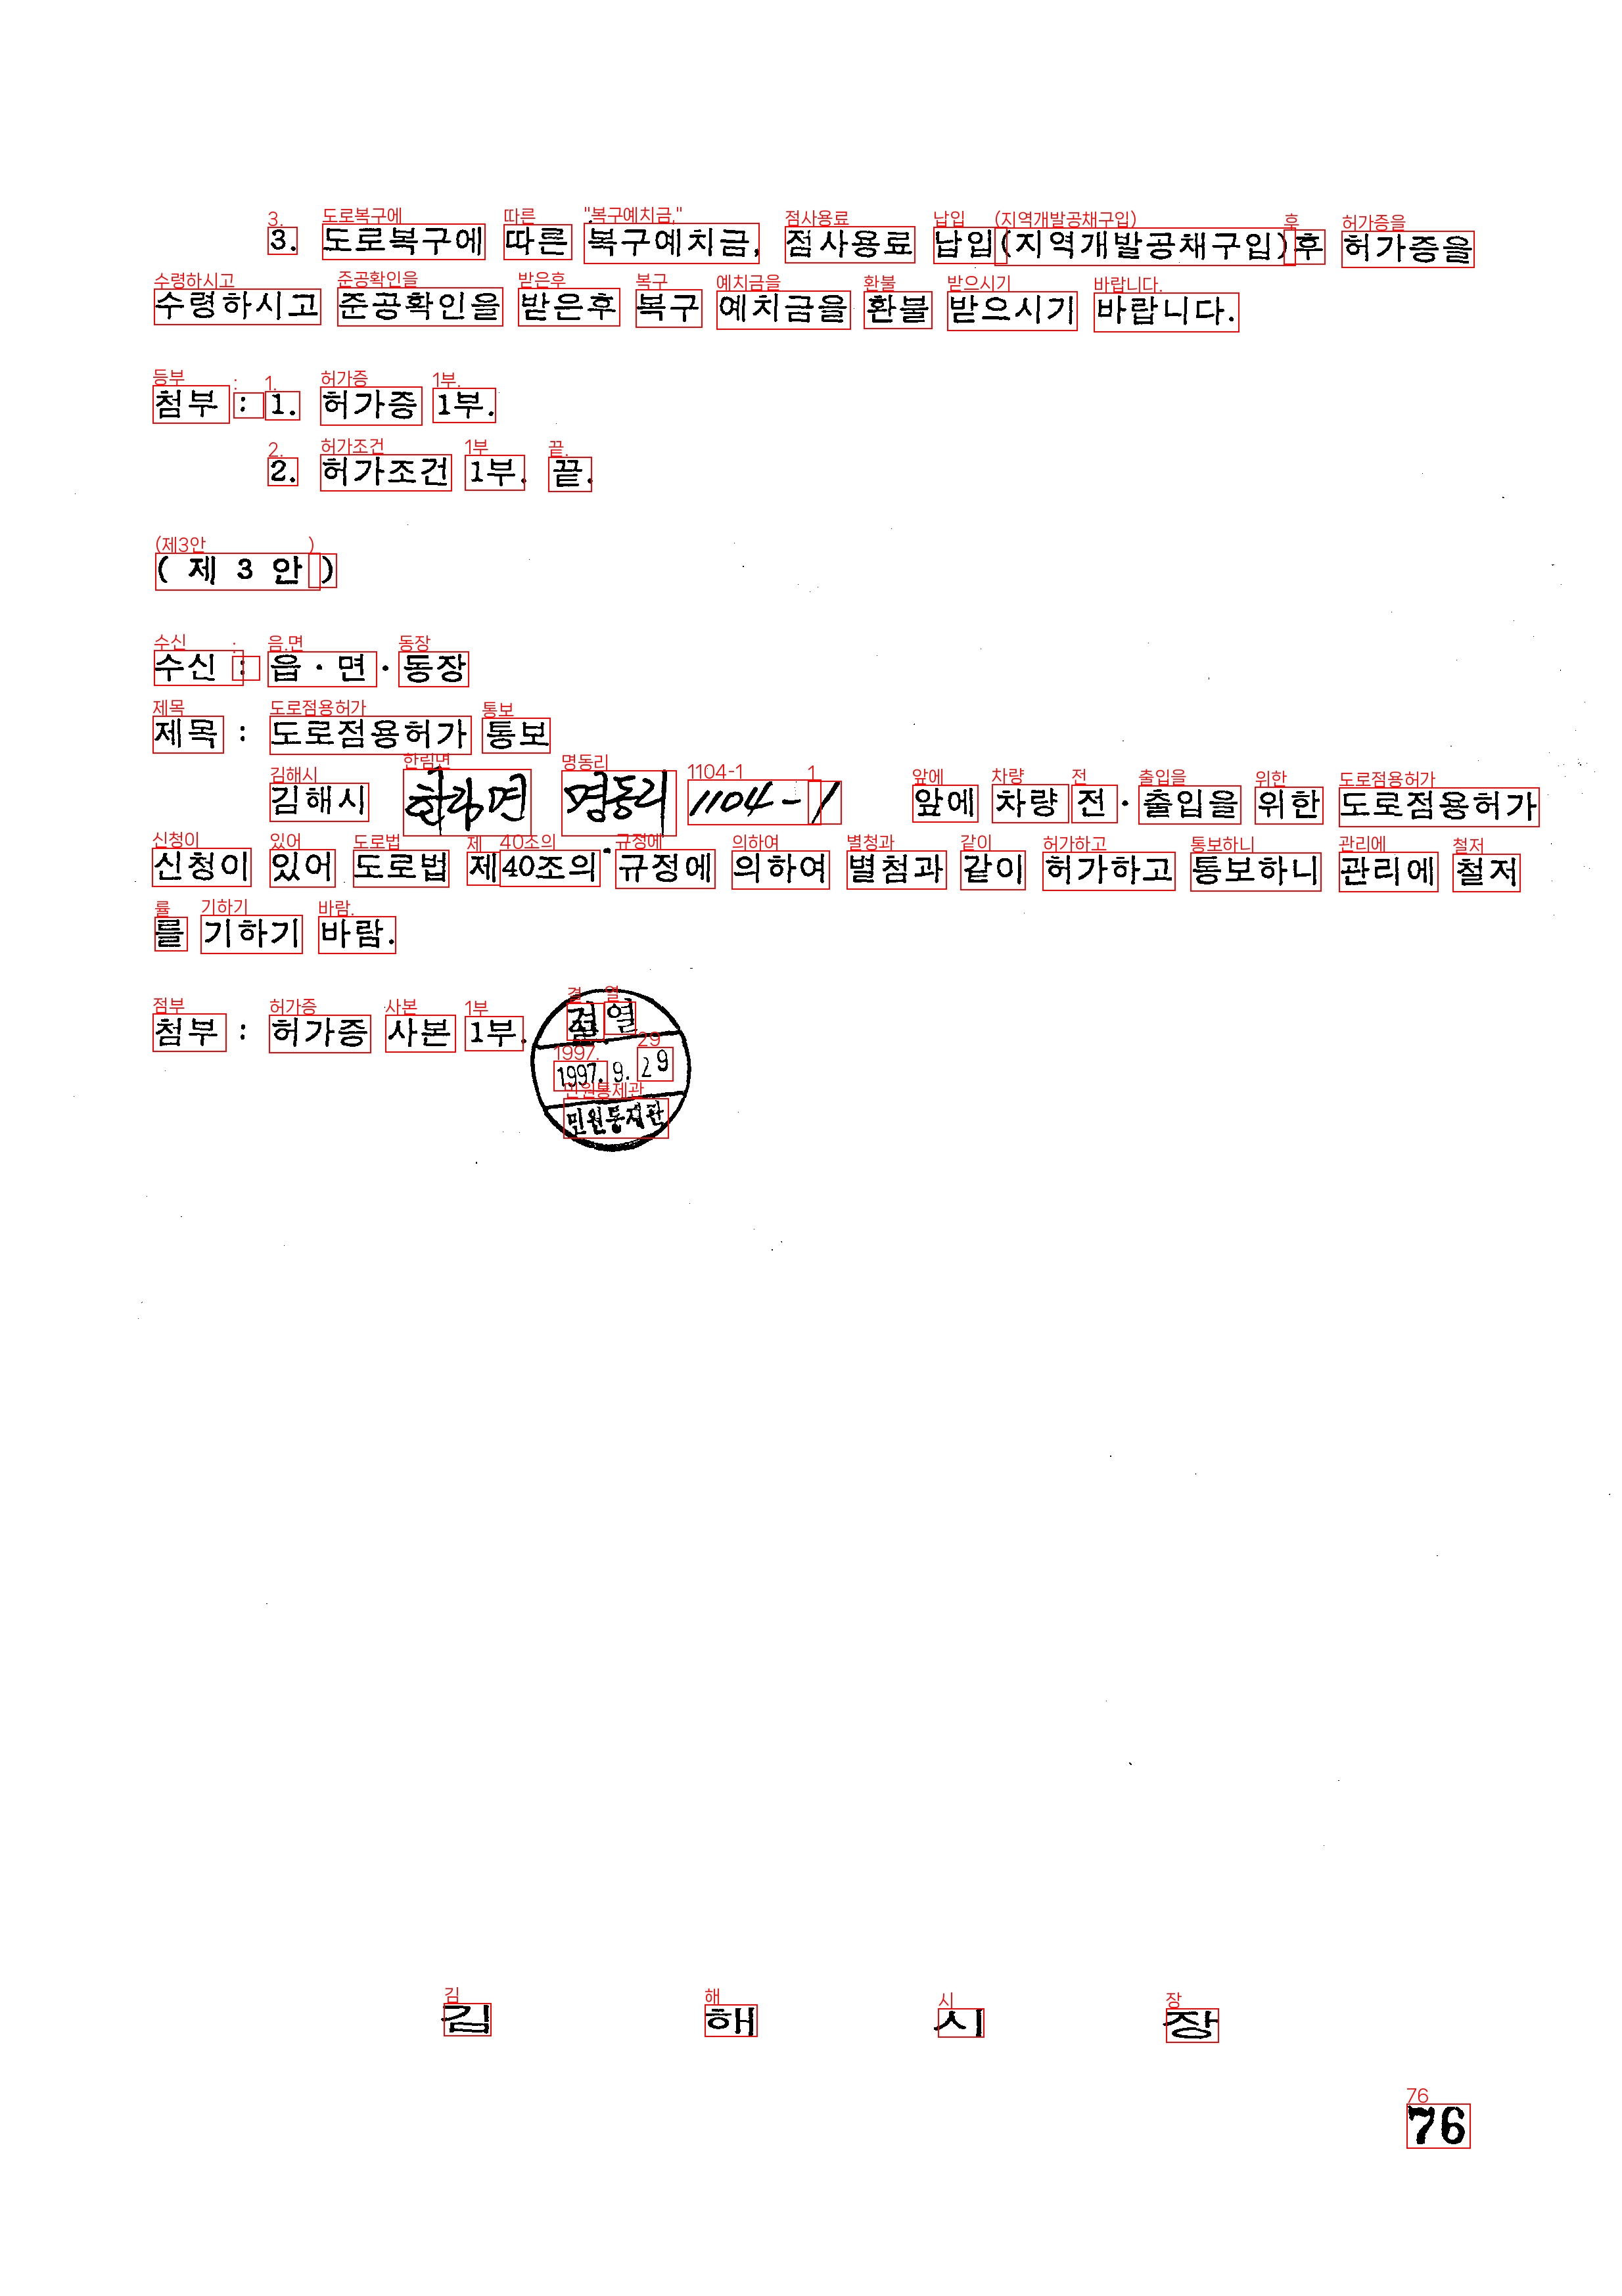 3. 도로복구에 따른 복구예치금, 점사용료 납입(지역개발공채구입)후 허가증을
수령하시고 준공확인을 받은후 복구 예치금을 환불 받으시기 바랍니다.
첨부 : 1. 허가증 1부.
2. 허가조건 1부. 끝.
( 제 3 안 )
수신 : 읍 · 면 · 동장
제목 : 도로점용허가 통보
김해시 한림면 명동리 1104-1 앞에 차량 전·출입을 위한 도로점용허가
신청이 있어 도로법 제40조의 규정에 의하여 별첨과 같이 허가하고 통보하니 관리에 철저
를 기하기 바람.
첨부 : 허가증 사본 1부.
검열
1997. 9. 29
민원통제관
김 해 시 장
76